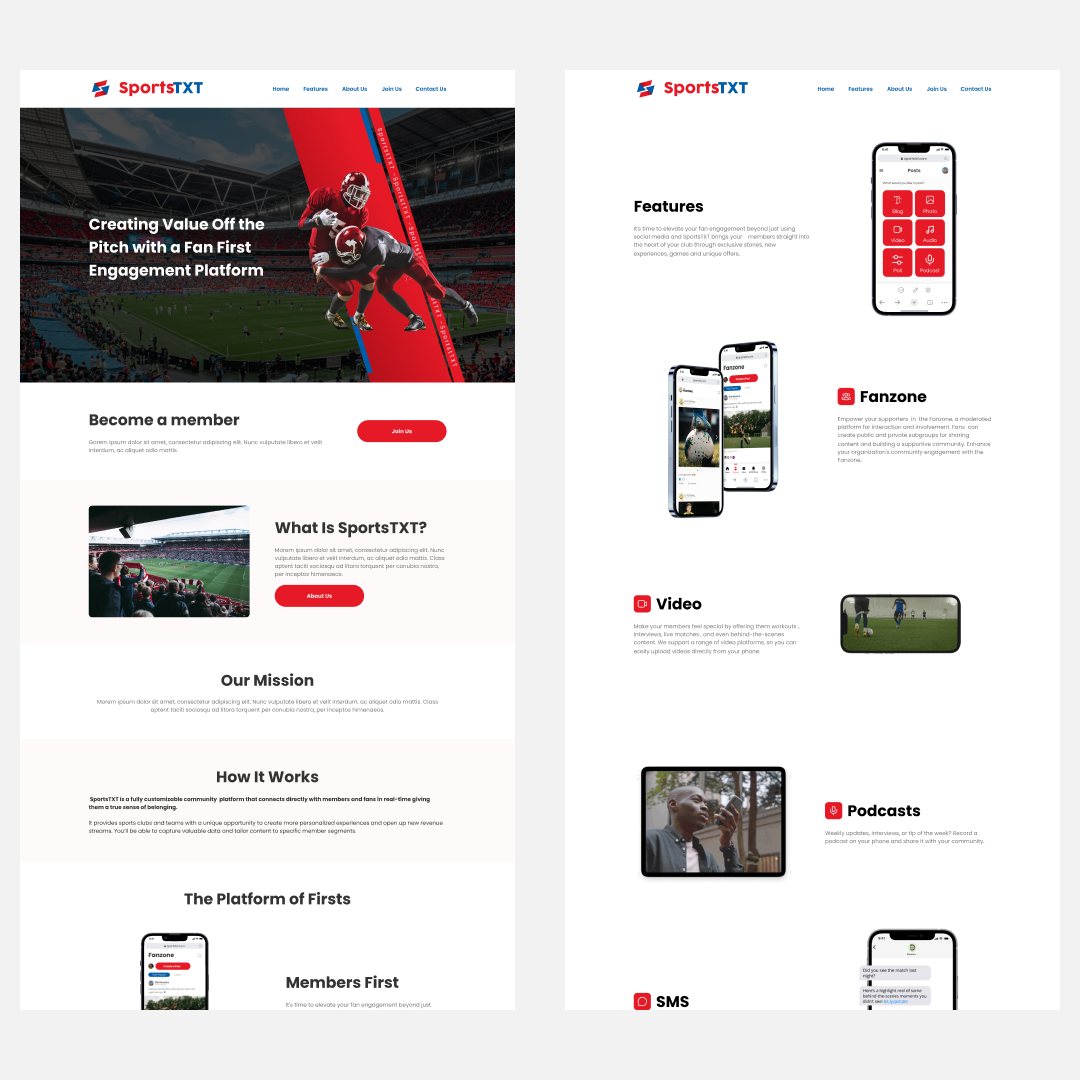 SportsTXT
Home Features About Us Join Us Contact Us
Creating Value Off the
Pitch with a Fan First
Engagement Platform
SportsTXT - SportsTXT - SportsTXT
SportsTXT
Become a member
Gorem ipsum dolor sit amet, consectetur adipiscing elit. Nunc vulputate libero et velit
interdum, ac aliquet odio mattis.
Join Us
What Is SportsTXT?
Morem ipsum dolor sit amet, consectetur adipiscing elit. Nunc
vulputate libero et velit interdum, ac aliquet odio mattis. Class
aptent taciti sociosqu ad litora torquent per conubia nostra,
per inceptos himenaeos.
About Us
Our Mission
Morem ipsum dolor sit amet, consectetur adipiscing elit. Nunc vulputate libero et velit interdum, ac aliquet odio mattis. Class
aptent taciti sociosqu ad litora torquent per conubia nostra, per inceptos himenaeos.
How It Works
SportsTXT is a fully customizable community platform that connects directly with members and fans in real-time giving
them a true sense of belonging.
It provides sports clubs and teams with a unique opportunity to create more personalized experiences and open up new revenue
streams. You'll be able to capture valuable data and tailor content to specific member segments.
The Platform of Firsts
Fanzone
Members First
It's time to elevate your fan engagement beyond just
SportsTXT
Home Features About Us Join Us Contact Us
Features
It's time to elevate your fan engagement beyond just using
social media and SportsTXT brings your members straight into
the heart of your club through exclusive stories, new
experiences, games and unique offers.
9:41
sportstxt.com
Posts
What would you like to post?
Blog Photo
Video Audio
Poll Podcast
Fanzone
Fanzone
Empower your supporters in the Fanzone, a moderated
platform for interaction and involvement. Fans can
create public and private subgroups for sharing
content and building a supportive community. Enhance
your organisation's community engagement with the
Fanzone.
Video
Make your members feel special by offering them workouts ,
interviews, live matches , and even behind-the-scenes
content. We support a range of video platforms, so you can
easily upload videos directly from your phone.
Podcasts
Weekly updates, interviews, or tip of the week? Record a
podcast on your phone and share it with your community.
SMS
Did you see the match last
night?
Here's a highlight reel of some
behind-the-scenes moments you
didn't see!